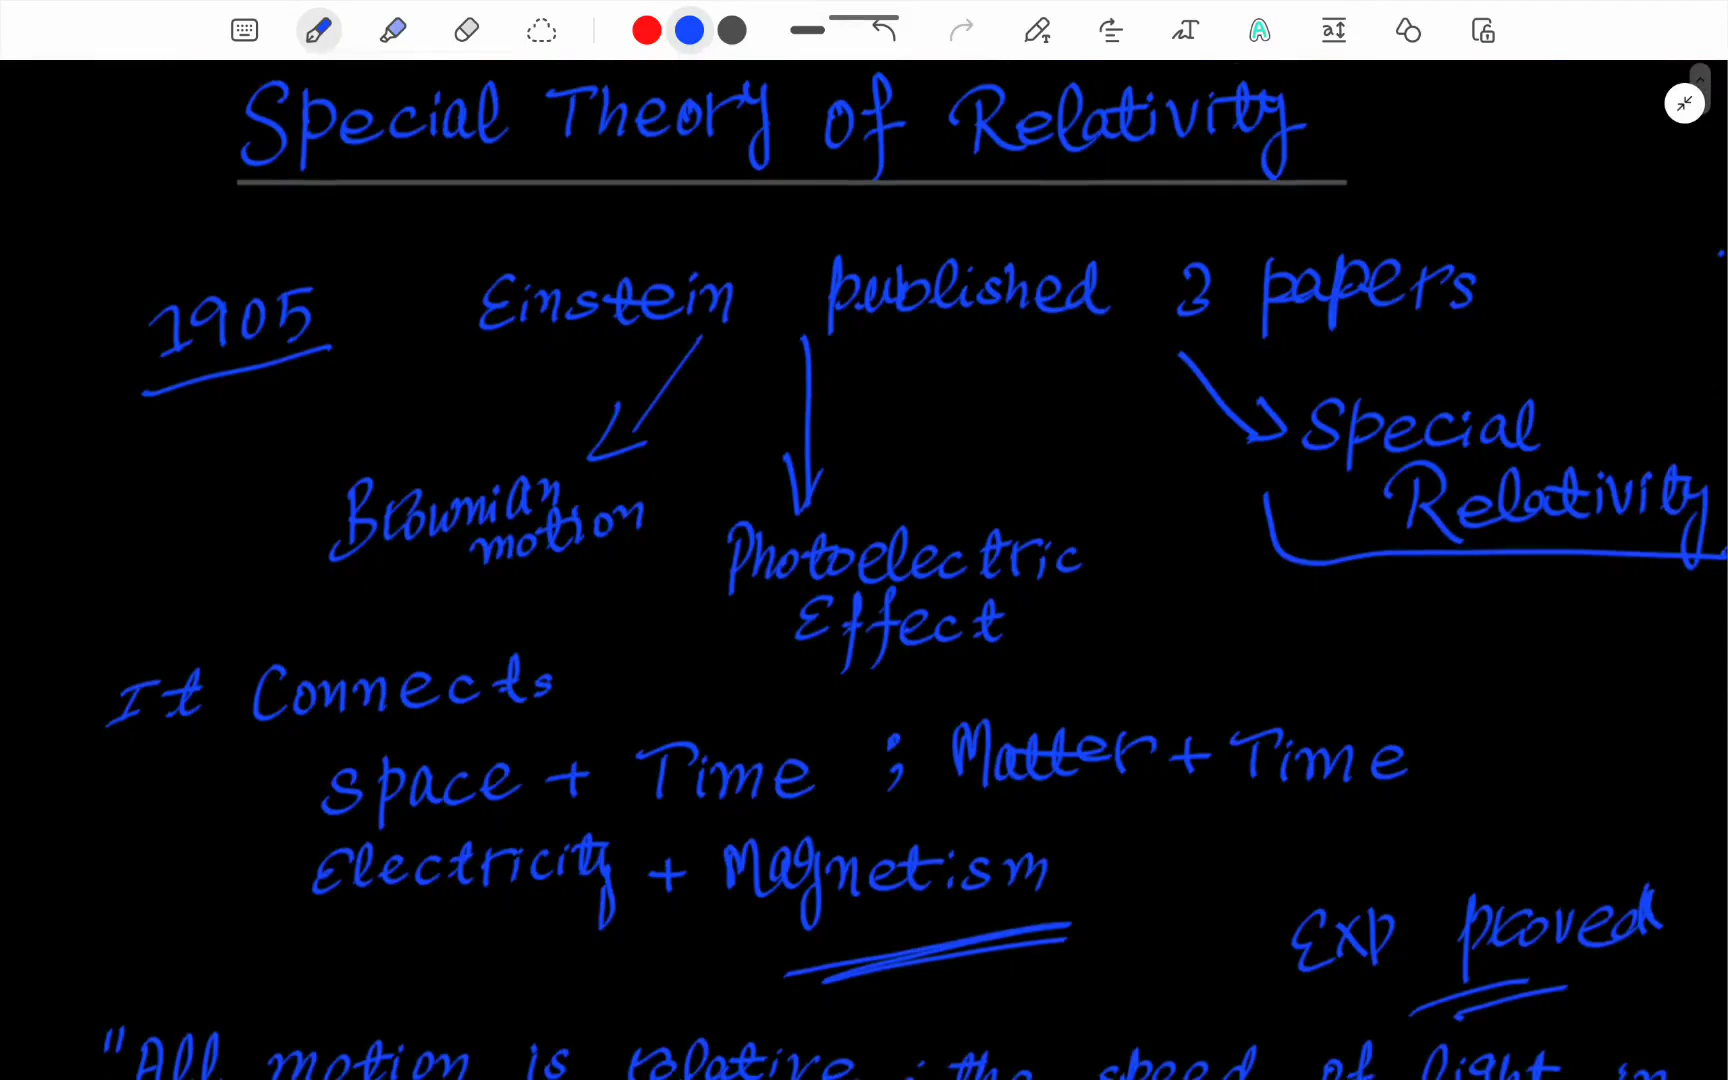 Special Theory of Relativity
1905 Einstein published 3 papers
Brownian motion
Photoelectric Effect
Special Relativity
It Connects
Space + Time ; Matter + Time
Electricity + Magnetism
Exp proved
"All motion is relative ; the speed of light in